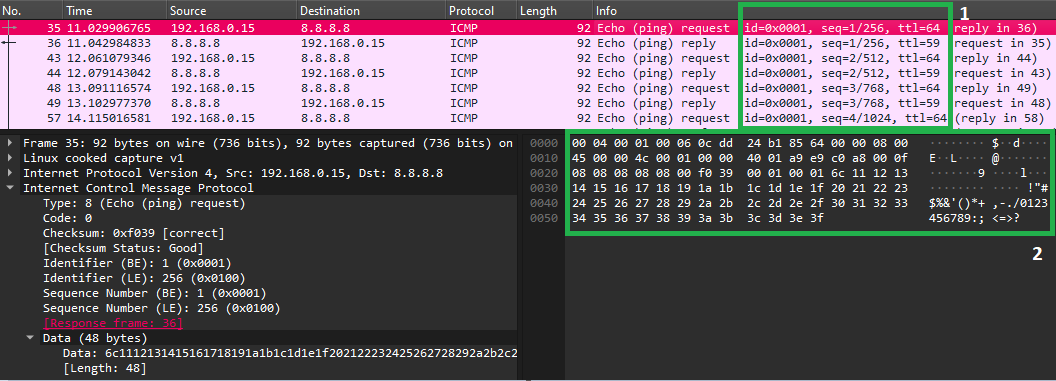 No. Time Source Destination Protocol Length Info
1
35 11.029906765 192.168.0.15 8.8.8.8 ICMP 92 Echo (ping) request id=0x0001, seq=1/256, ttl=64 (reply in 36)
36 11.042984833 8.8.8.8 192.168.0.15 ICMP 92 Echo (ping) reply id=0x0001, seq=1/256, ttl=59 request in 35)
43 12.061079346 192.168.0.15 8.8.8.8 ICMP 92 Echo (ping) request id=0x0001, seq=2/512, ttl=64 (reply in 44)
44 12.079143042 8.8.8.8 192.168.0.15 ICMP 92 Echo (ping) reply id=0x0001, seq=2/512, ttl=59 request in 43)
48 13.091116574 192.168.0.15 8.8.8.8 ICMP 92 Echo (ping) request id=0x0001, seq=3/768, ttl=64 (reply in 49)
49 13.102977370 8.8.8.8 192.168.0.15 ICMP 92 Echo (ping) reply id=0x0001, seq=3/768, ttl=59 request in 48)
57 14.115016581 192.168.0.15 8.8.8.8 ICMP 92 Echo (ping) request id=0x0001, seq=4/1024, ttl=64 (reply in 58)
Frame 35: 92 bytes on wire (736 bits), 92 bytes captured (736 bits) on
Linux cooked capture v1
Internet Protocol Version 4, Src: 192.168.0.15, Dst: 8.8.8.8
Internet Control Message Protocol
Type: 8 (Echo (ping) request)
Code: 0
Checksum: 0xf039 [correct]
[Checksum Status: Good]
Identifier (BE): 1 (0x0001)
Identifier (LE): 256 (0x0100)
Sequence Number (BE): 1 (0x0001)
Sequence Number (LE): 256 (0x0100)
[Response frame: 36]
Data (48 bytes)
Data: 6c1112131415161718191a1b1c1d1e1f202122232425262728292a2b2c2
[Length: 48]
0000 00 04 00 01 00 06 0c dd 24 b1 85 64 00 00 08 00 ········ $··d····
0010 45 00 00 4c 00 01 00 00 40 01 a9 e9 c0 a8 00 0f E··L···· @·······
0020 08 08 08 08 08 00 f0 39 00 01 00 01 6c 11 12 13 ·······9 ····l···
0030 14 15 16 17 18 19 1a 1b 1c 1d 1e 1f 20 21 22 23 ········ ···· !"#
0040 24 25 26 27 28 29 2a 2b 2c 2d 2e 2f 30 31 32 33 $%&'()*+ ,-./0123
0050 34 35 36 37 38 39 3a 3b 3c 3d 3e 3f 456789:; <=>?
2